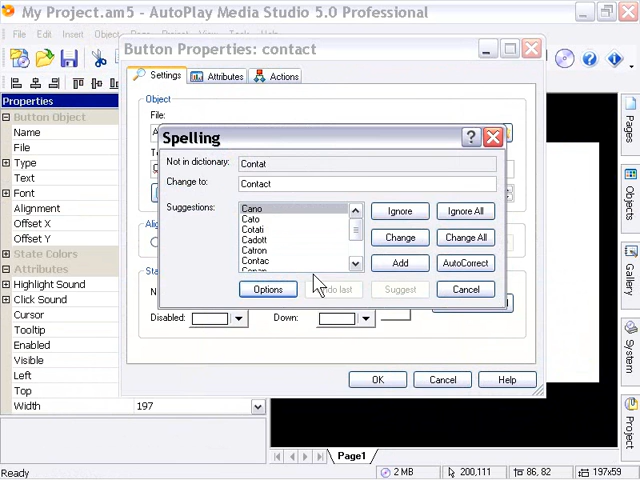 My Project.am5 - AutoPlay Media Studio 5.0 Professional
File Edit Insert
Button Properties: contact
Settings
Attributes
Actions
Properties
Button Object
Name
File
Type
Text
Font
Alignment
Offset X
Offset Y
State Colors
Attributes
Highlight Sound
Click Sound
Cursor
Tooltip
Enabled
Visible
Left
Top
Width 197
Object
File:
Spelling
Not in dictionary: Contat
Change to: Contact
Suggestions:
Cano
Cato
Cotati
Cadott
Catron
Contac
Conan
Ignore
Ignore All
Change
Change All
Add
AutoCorrect
Options
Undo last
Suggest
Cancel
Disabled:
Down:
OK
Cancel
Help
Pages
Objects
Gallery
System
Project
Page1
Ready
2 MB
200,111
86, 82
197x59